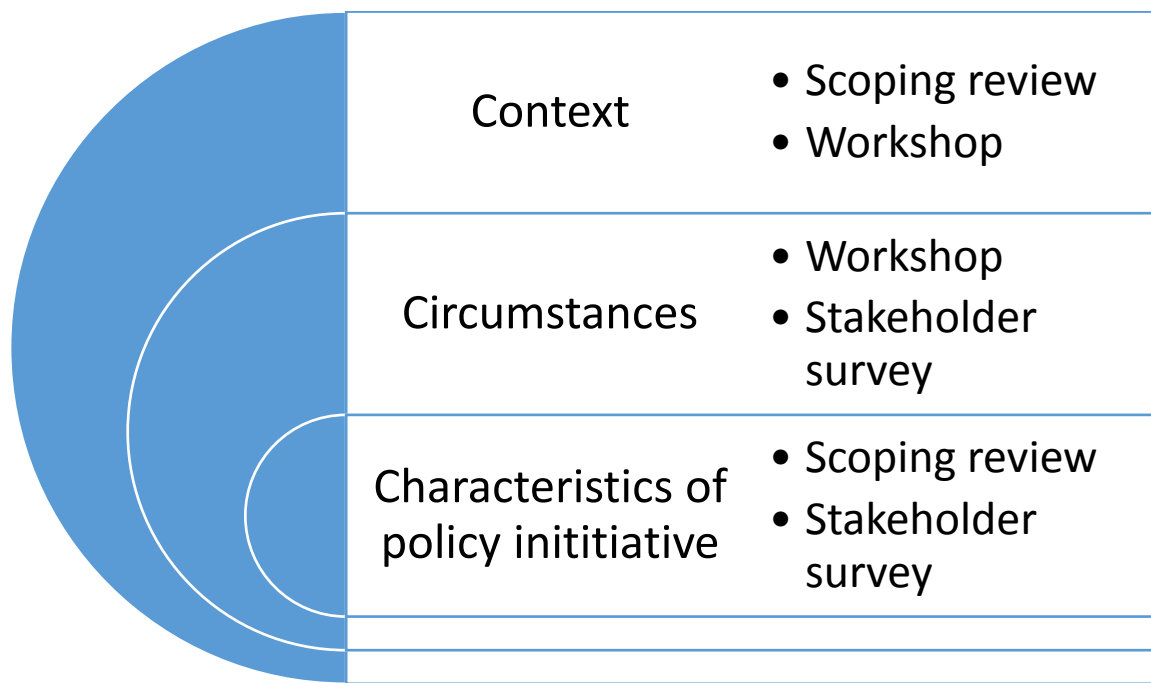 Context
• Scoping review
• Workshop
Circumstances
• Workshop
• Stakeholder
survey
Characteristics of
policy inititiative
• Scoping review
• Stakeholder
survey